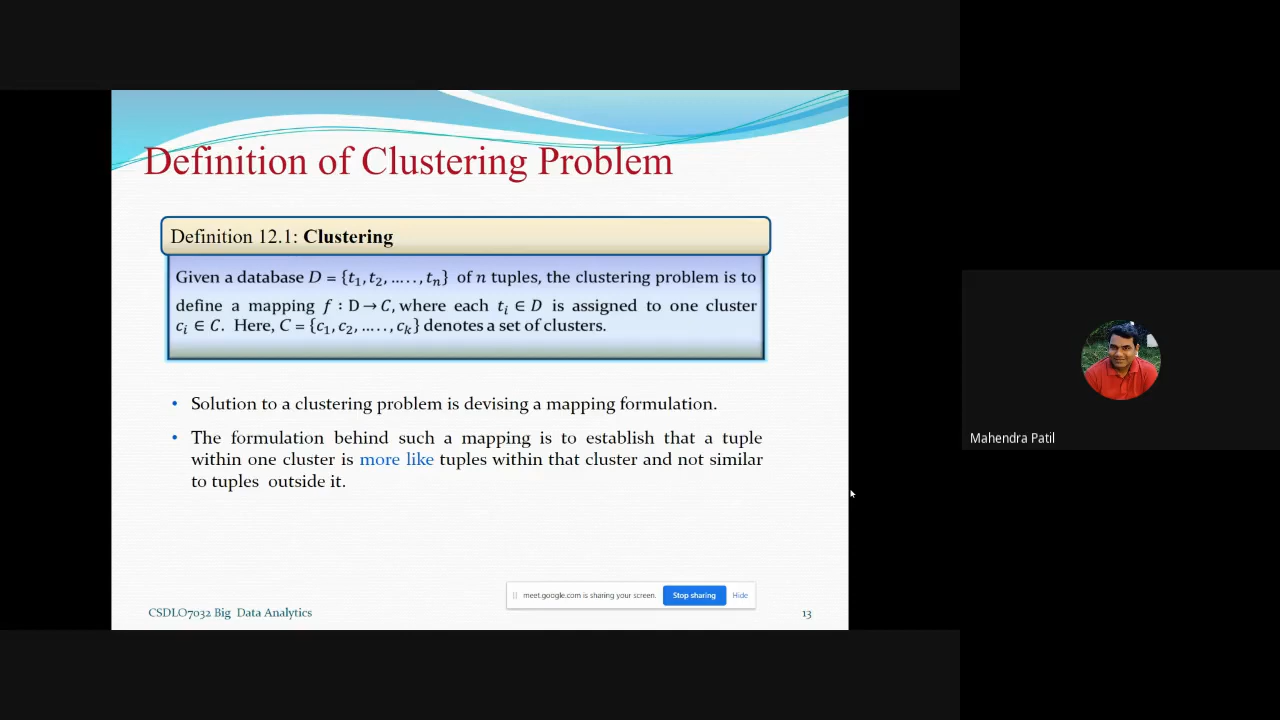 Definition of Clustering Problem
Definition 12.1: Clustering
Given a database D = {t₁, t₂, ….., tₙ} of n tuples, the clustering problem is to
define a mapping f : D → C, where each tᵢ ∈ D is assigned to one cluster
cᵢ ∈ C. Here, C = {c₁, c₂, ….., cₖ} denotes a set of clusters.
• Solution to a clustering problem is devising a mapping formulation.
• The formulation behind such a mapping is to establish that a tuple
within one cluster is more like tuples within that cluster and not similar
to tuples outside it.
Mahendra Patil
meet.google.com is sharing your screen. Stop sharing Hide
CSDLO7032 Big Data Analytics 13